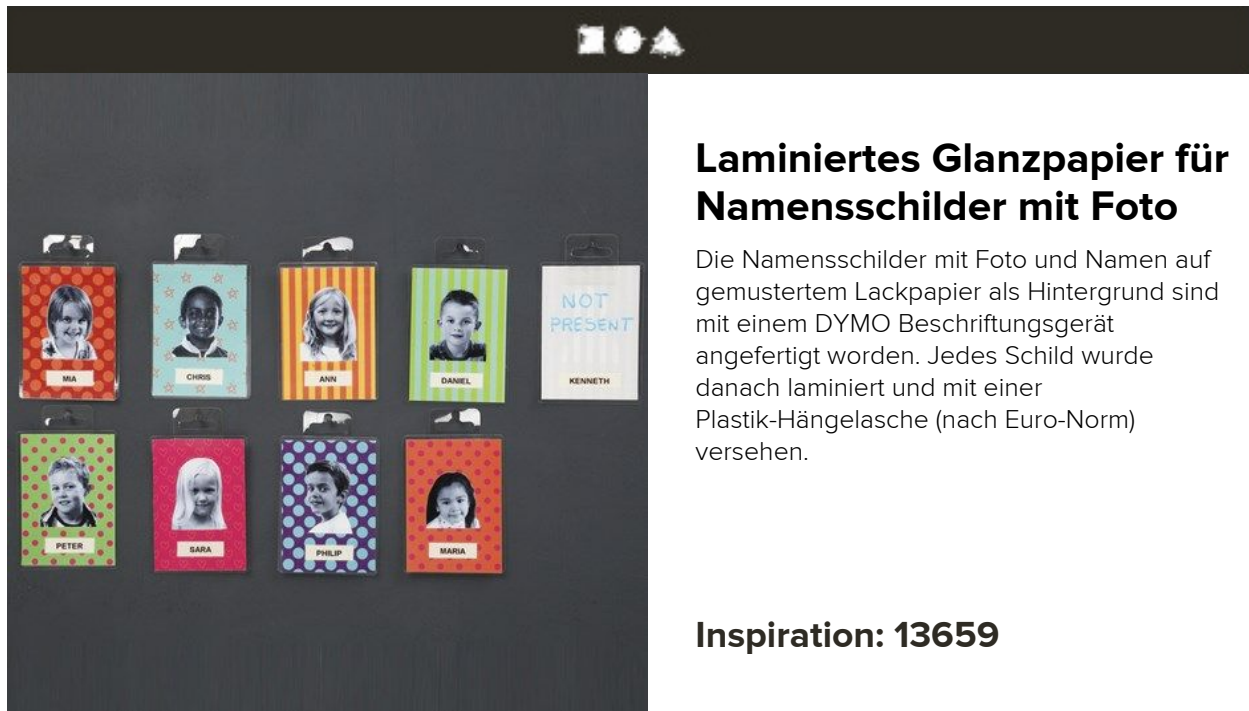 Laminiertes Glanzpapier für
Namensschilder mit Foto
Die Namensschilder mit Foto und Namen auf
gemustertem Lackpapier als Hintergrund sind
mit einem DYMO Beschriftungsgerät
angefertigt worden. Jedes Schild wurde
danach laminiert und mit einer
Plastik-Hängelasche (nach Euro-Norm)
versehen.
Inspiration: 13659
MIA
CHRIS
ANN
DANIEL
NOT
PRESENT
KENNETH
PETER
SARA
PHILIP
MARIA